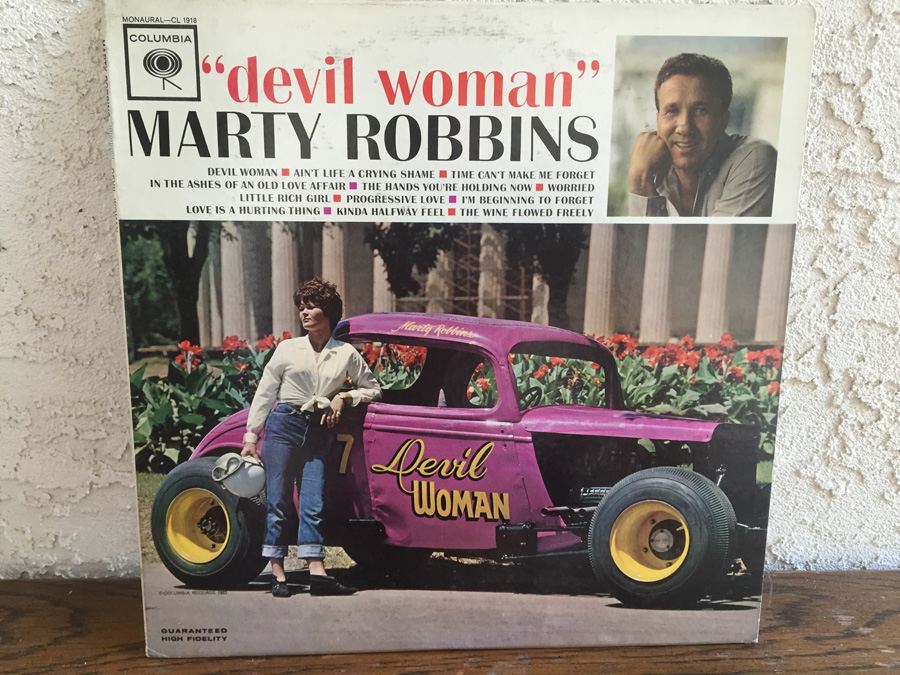 MONAURAL—CL 1918
COLUMBIA
“devil woman”
MARTY ROBBINS
DEVIL WOMAN ■ AIN'T LIFE A CRYING SHAME ■ TIME CAN'T MAKE ME FORGET
IN THE ASHES OF AN OLD LOVE AFFAIR ■ THE HANDS YOU'RE HOLDING NOW ■ WORRIED
LITTLE RICH GIRL ■ PROGRESSIVE LOVE ■ I'M BEGINNING TO FORGET
LOVE IS A HURTING THING ■ KINDA HALFWAY FEEL ■ THE WINE FLOWED FREELY
Marty Robbins
7
Devil
WOMAN
©COLUMBIA RECORDS 1962
GUARANTEED
HIGH FIDELITY